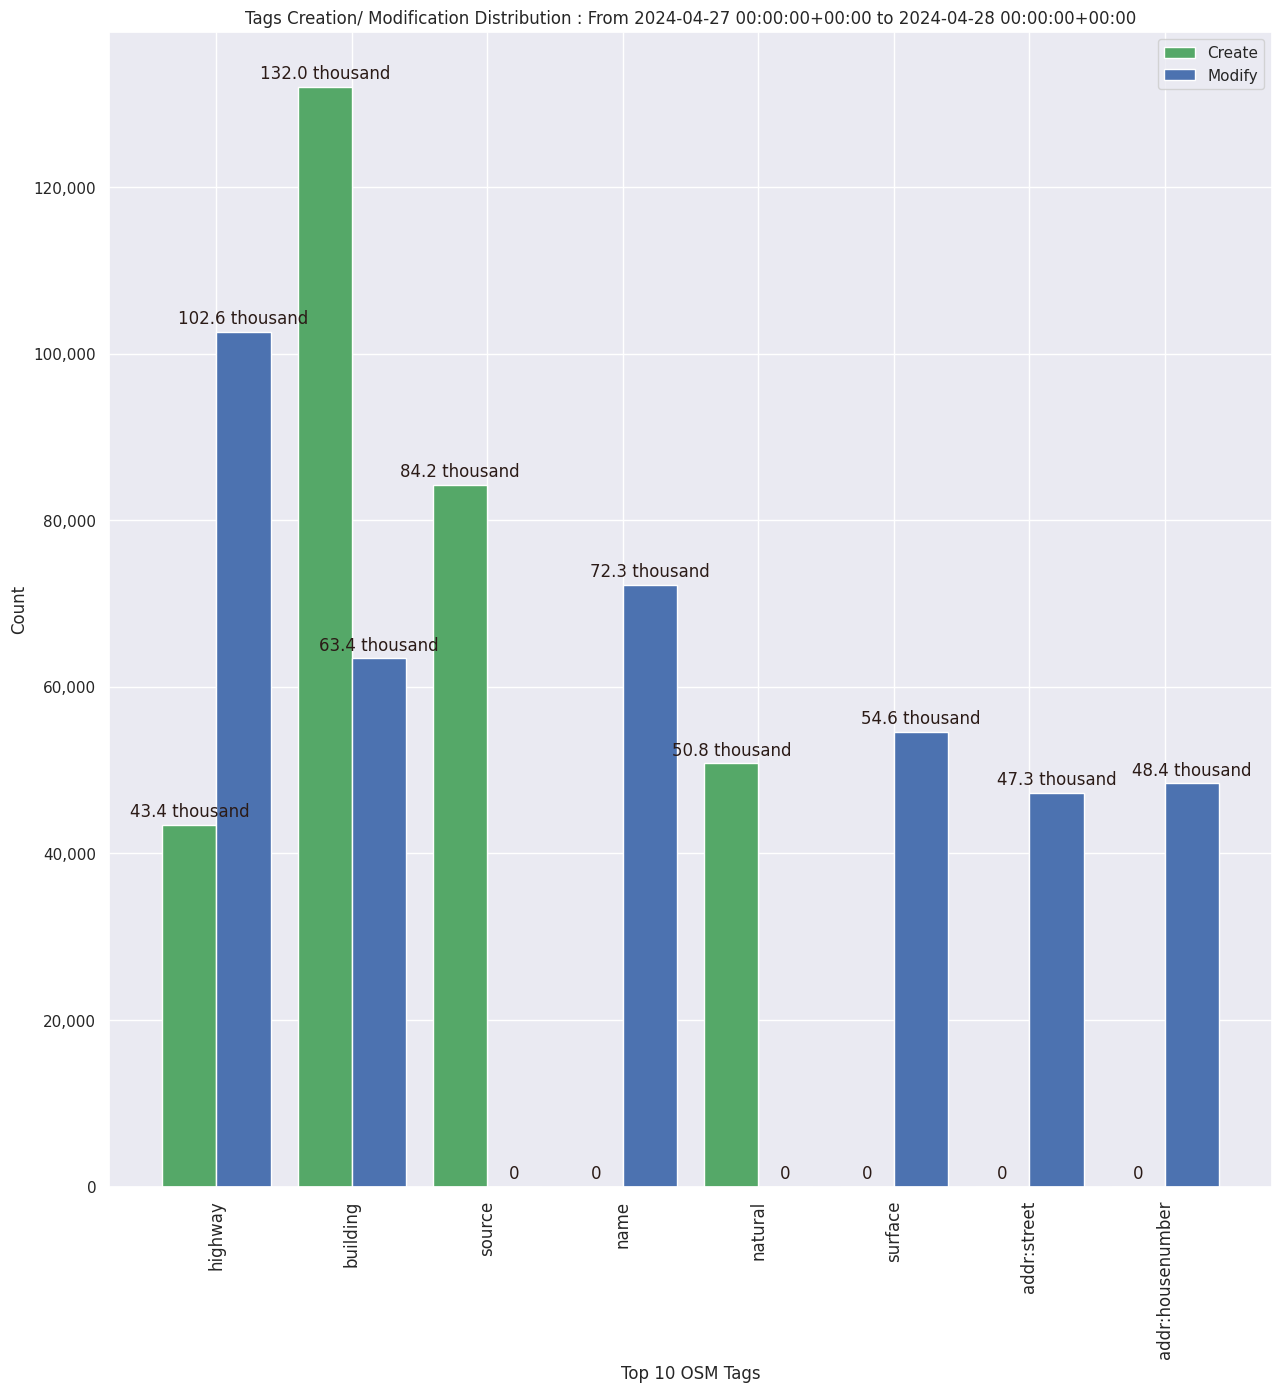 Tags Creation/ Modification Distribution : From 2024-04-27 00:00:00+00:00 to 2024-04-28 00:00:00+00:00
Create
Modify
132.0 thousand
102.6 thousand
84.2 thousand
72.3 thousand
63.4 thousand
54.6 thousand
50.8 thousand
48.4 thousand
47.3 thousand
43.4 thousand
0
0
0
0
0
0
120,000
100,000
80,000
60,000
40,000
20,000
0
Count
highway
building
source
name
natural
surface
addr:street
addr:housenumber
Top 10 OSM Tags